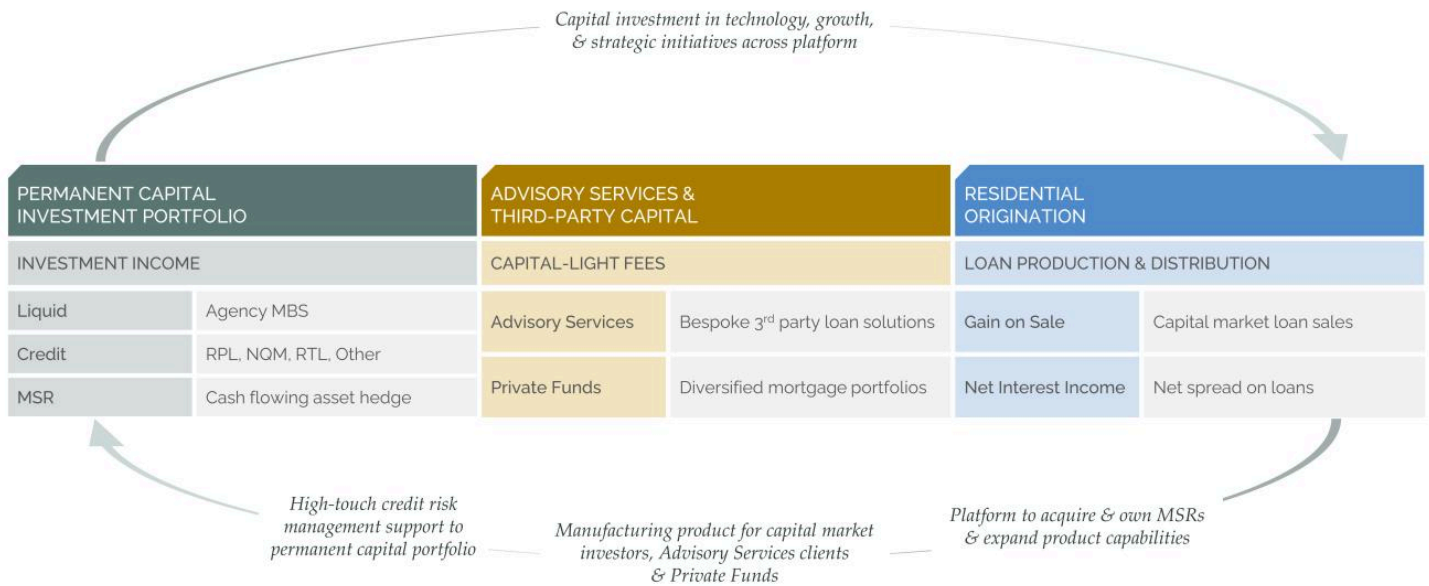 Capital investment in technology, growth,
& strategic initiatives across platform
PERMANENT CAPITAL
INVESTMENT PORTFOLIO
INVESTMENT INCOME
Liquid
Agency MBS
Credit
RPL, NQM, RTL, Other
MSR
Cash flowing asset hedge
ADVISORY SERVICES &
THIRD-PARTY CAPITAL
CAPITAL-LIGHT FEES
Advisory Services
Bespoke 3rd party loan solutions
Private Funds
Diversified mortgage portfolios
RESIDENTIAL
ORIGINATION
LOAN PRODUCTION & DISTRIBUTION
Gain on Sale
Capital market loan sales
Net Interest Income
Net spread on loans
High-touch credit risk
management support to
permanent capital portfolio
Manufacturing product for capital market
investors, Advisory Services clients
& Private Funds
Platform to acquire & own MSRs
& expand product capabilities